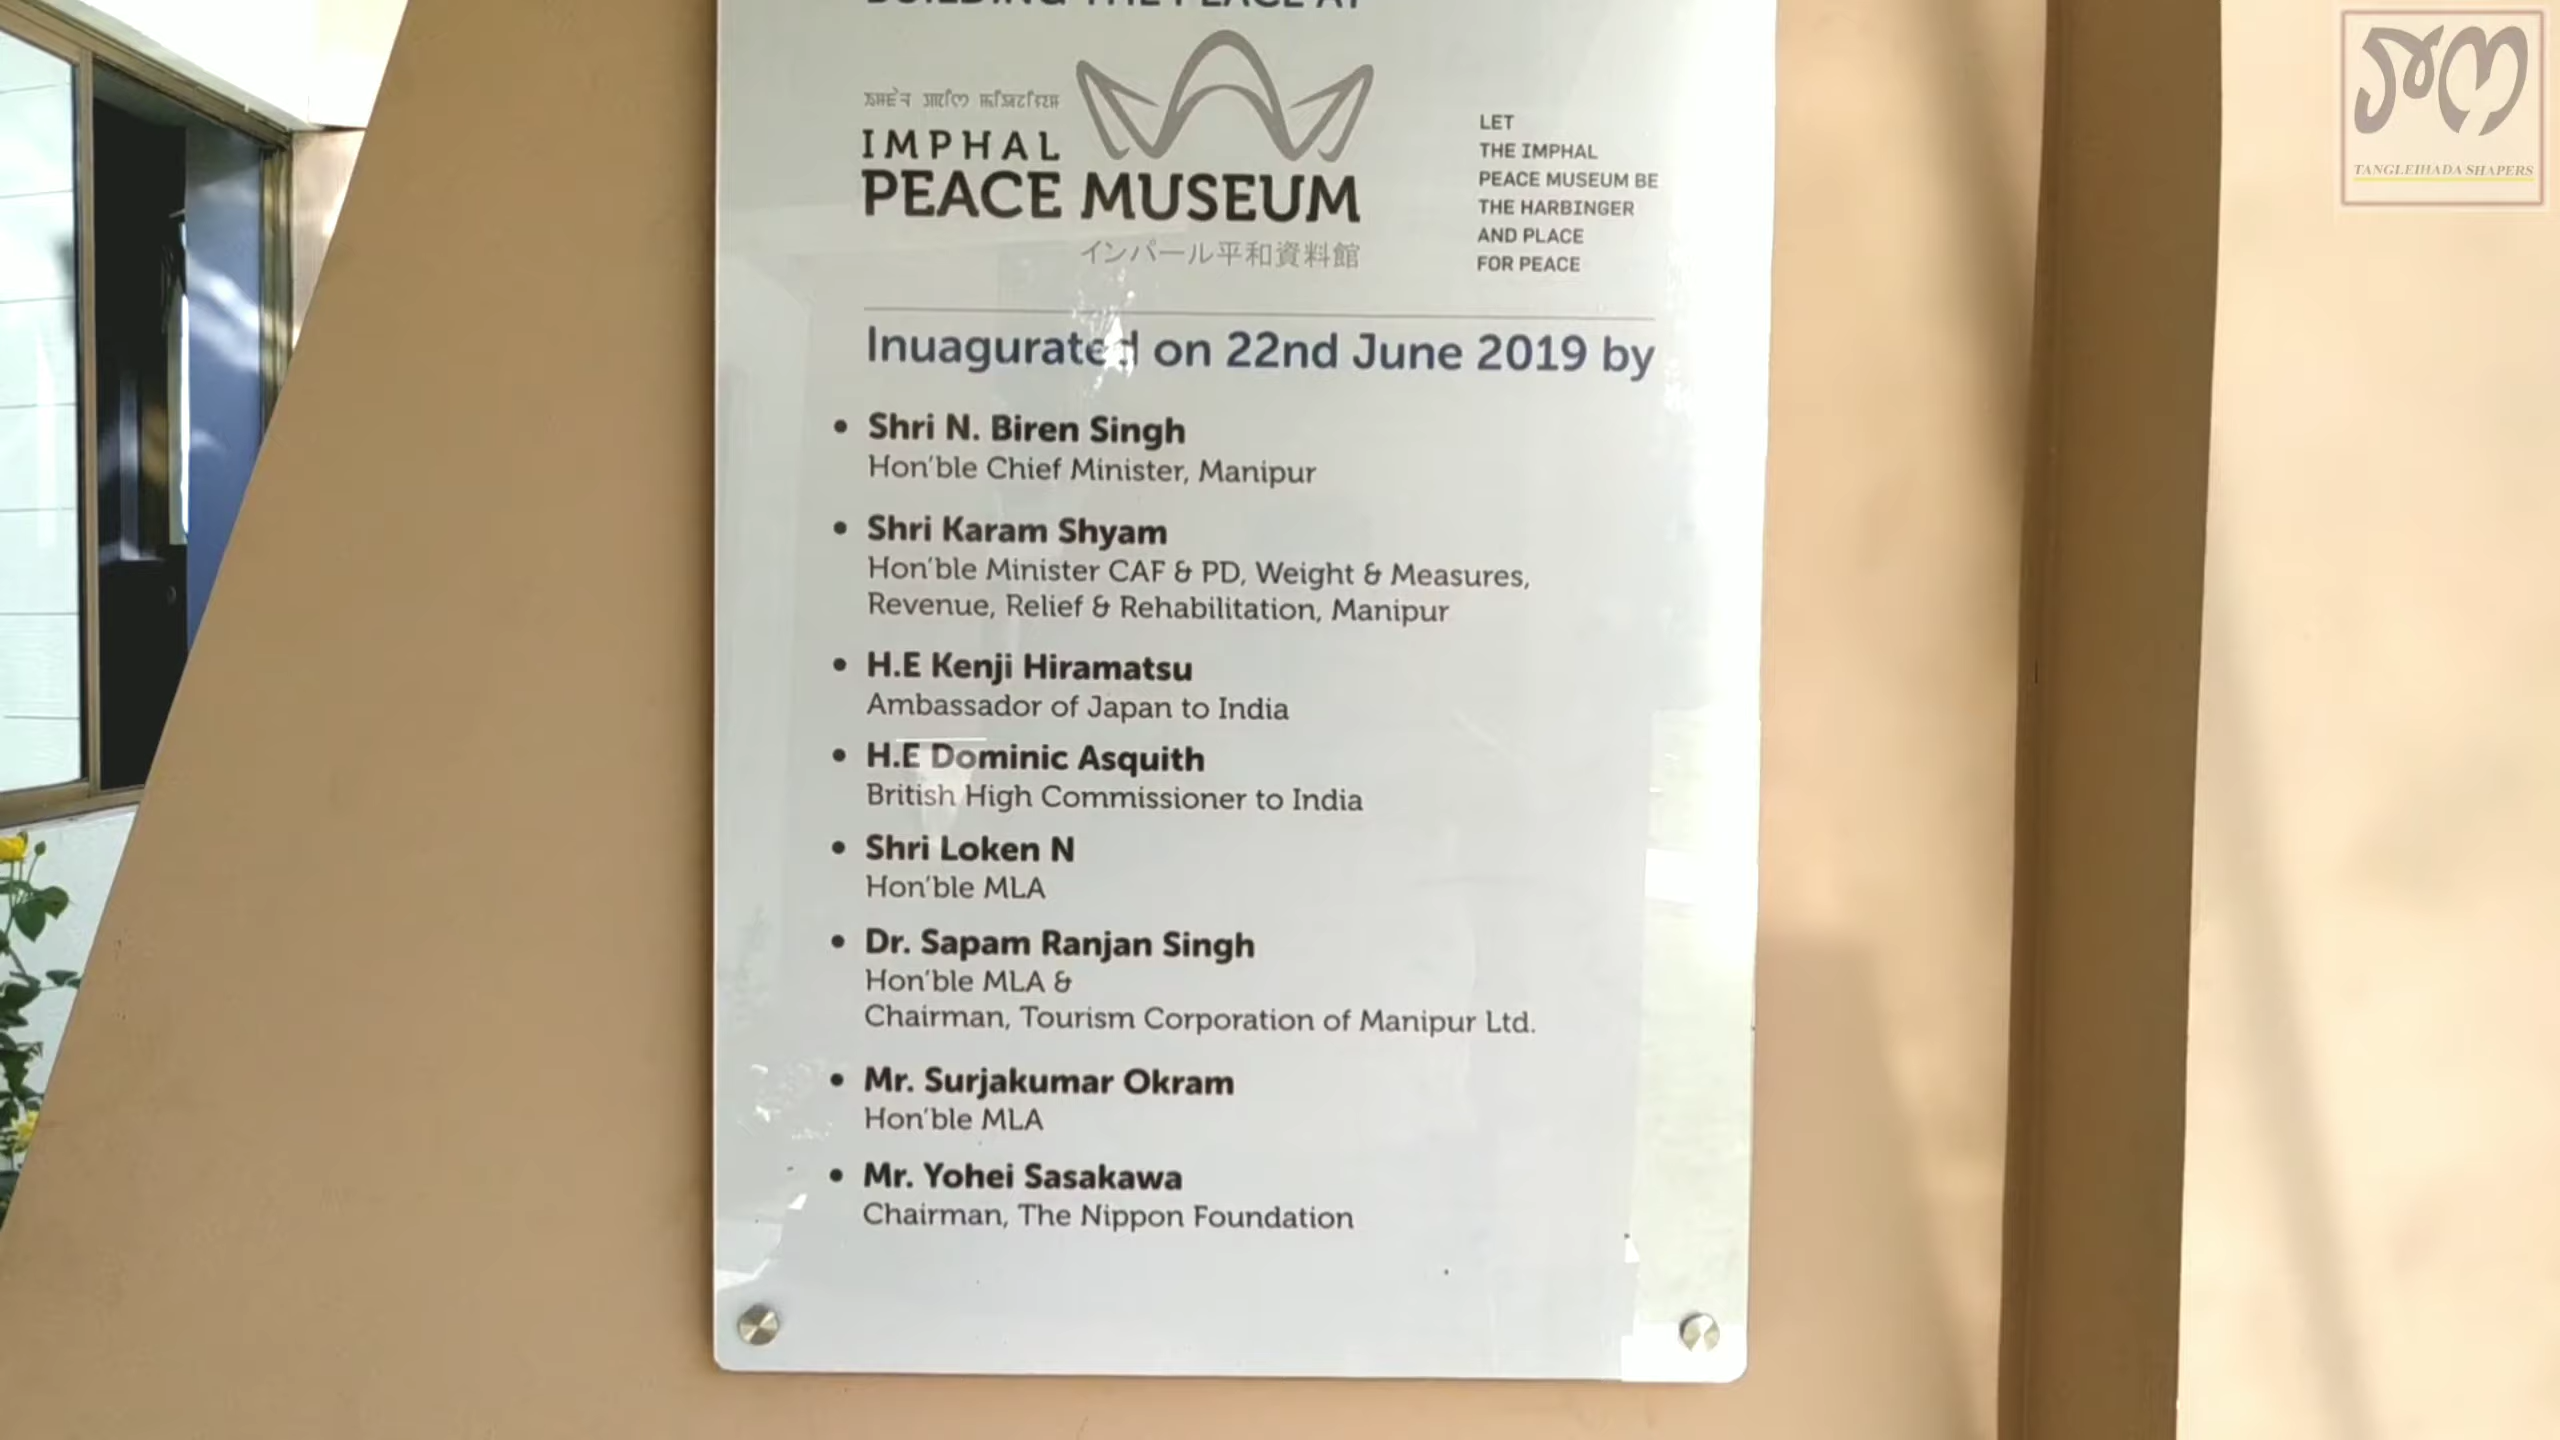 BUILDING THE PEACE AT
IMPHAL
PEACE MUSEUM
インパール平和資料館
LET
THE IMPHAL
PEACE MUSEUM BE
THE HARBINGER
AND PLACE
FOR PEACE
Inuagurated on 22nd June 2019 by
• Shri N. Biren Singh
Hon'ble Chief Minister, Manipur
• Shri Karam Shyam
Hon'ble Minister CAF & PD, Weight & Measures,
Revenue, Relief & Rehabilitation, Manipur
• H.E Kenji Hiramatsu
Ambassador of Japan to India
• H.E Dominic Asquith
British High Commissioner to India
• Shri Loken N
Hon'ble MLA
• Dr. Sapam Ranjan Singh
Hon'ble MLA &
Chairman, Tourism Corporation of Manipur Ltd.
• Mr. Surjakumar Okram
Hon'ble MLA
• Mr. Yohei Sasakawa
Chairman, The Nippon Foundation
TANGLEIHADA SHAPERS